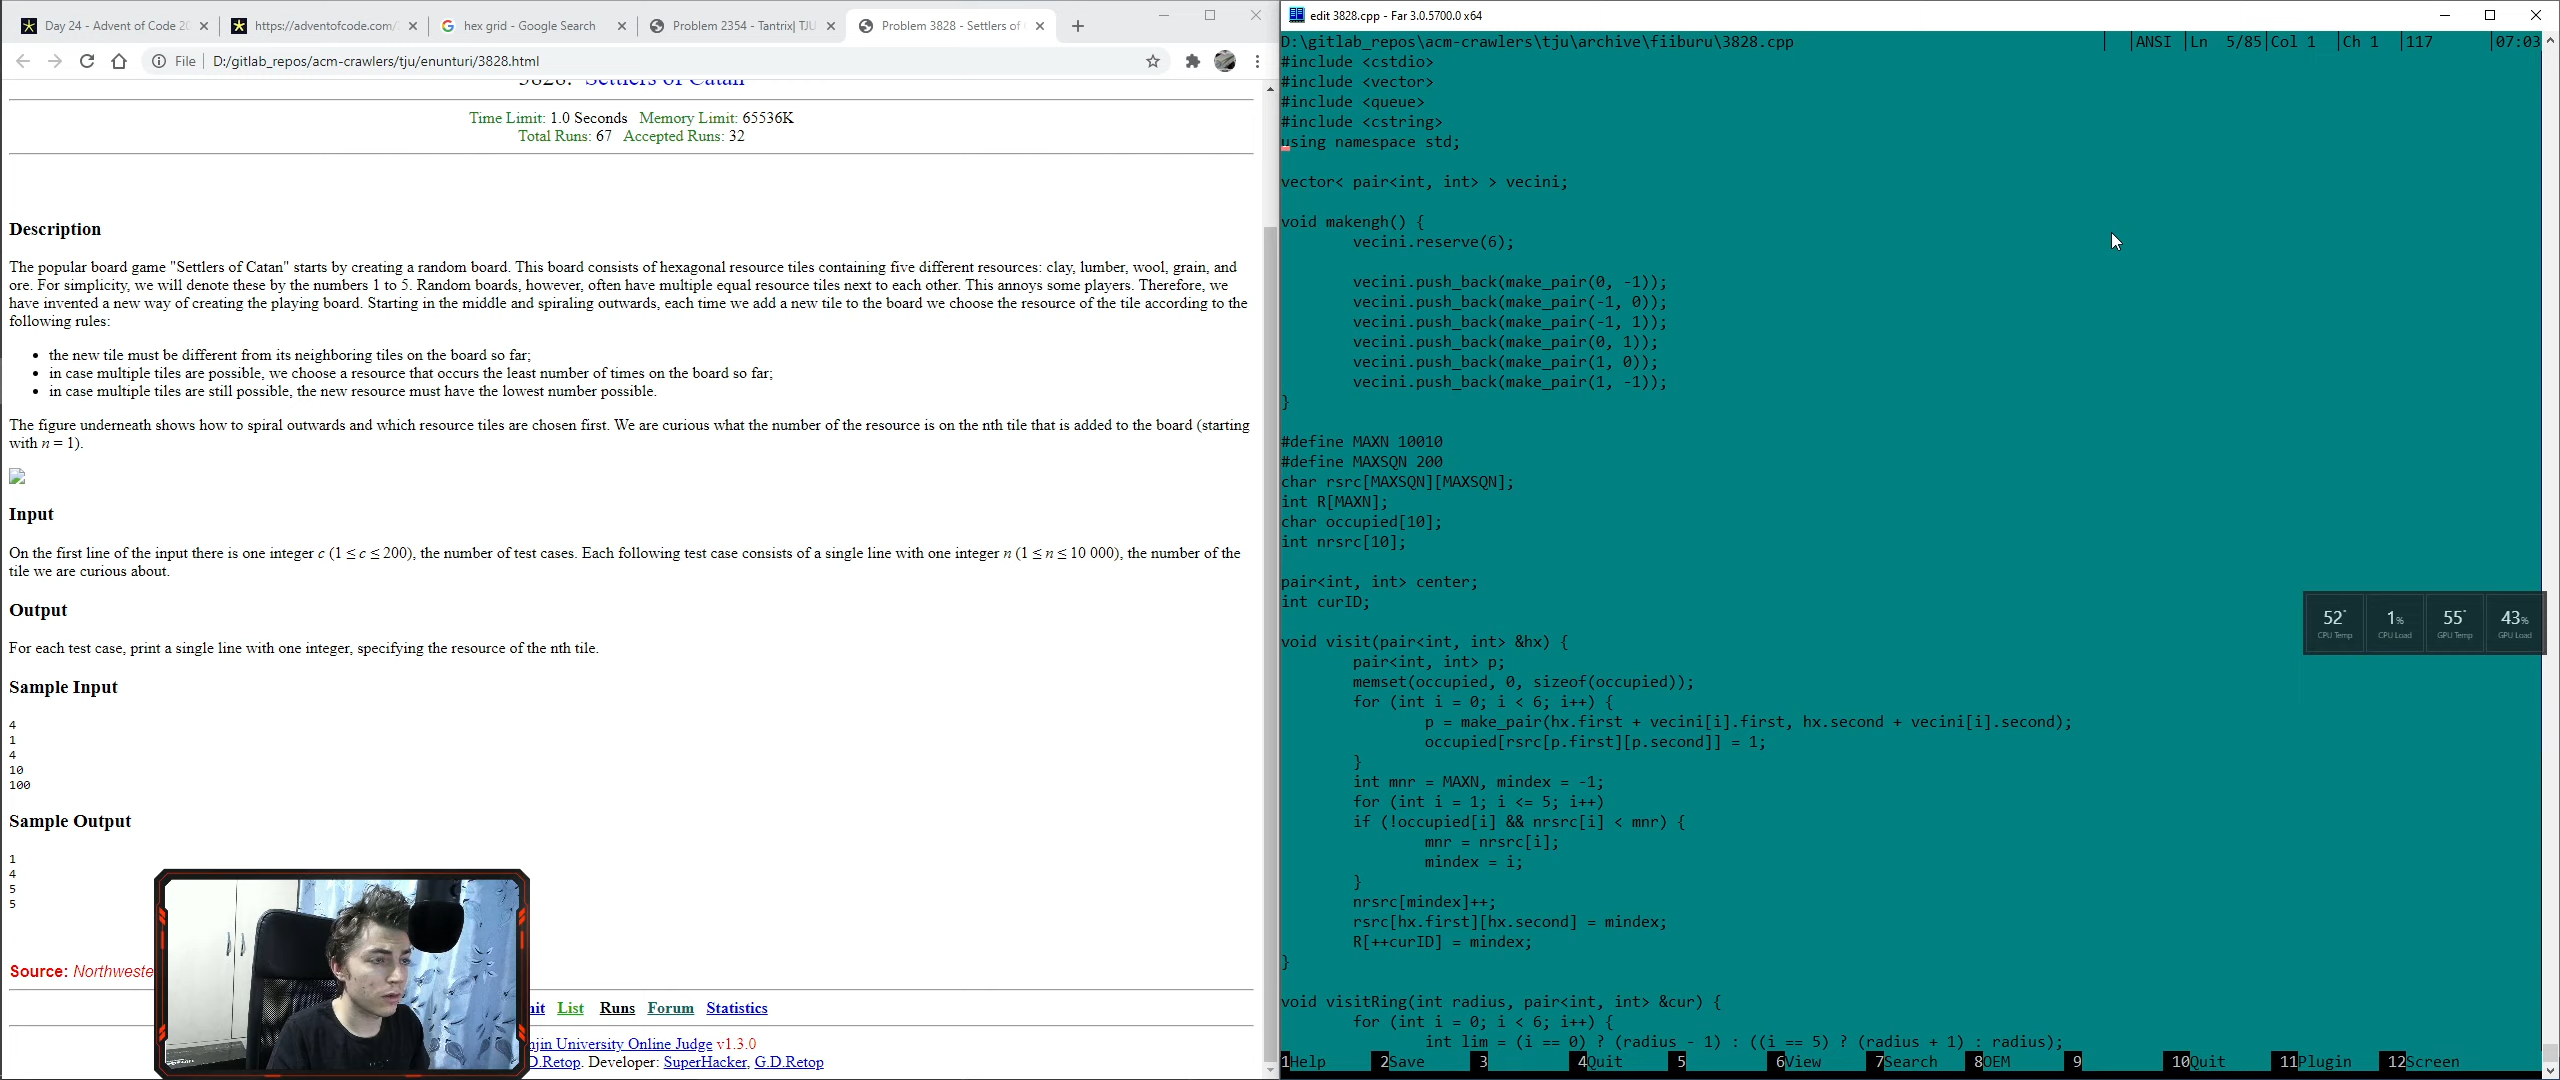 Day 24 - Advent of Code 20
https://adventofcode.com/
hex grid - Google Search
Problem 2354 - Tantrix| TJU
Problem 3828 - Settlers of
File
D:/gitlab_repos/acm-crawlers/tju/enunturi/3828.html
3828. Settlers of Catan
Time Limit: 1.0 Seconds Memory Limit: 65536K
Total Runs: 67 Accepted Runs: 32
Description
The popular board game "Settlers of Catan" starts by creating a random board. This board consists of hexagonal resource tiles containing five different resources: clay, lumber, wool, grain, and
ore. For simplicity, we will denote these by the numbers 1 to 5. Random boards, however, often have multiple equal resource tiles next to each other. This annoys some players. Therefore, we
have invented a new way of creating the playing board. Starting in the middle and spiraling outwards, each time we add a new tile to the board we choose the resource of the tile according to the
following rules:
• the new tile must be different from its neighboring tiles on the board so far;
• in case multiple tiles are possible, we choose a resource that occurs the least number of times on the board so far;
• in case multiple tiles are still possible, the new resource must have the lowest number possible.
The figure underneath shows how to spiral outwards and which resource tiles are chosen first. We are curious what the number of the resource is on the nth tile that is added to the board (starting
with n = 1).
Input
On the first line of the input there is one integer c (1 ≤ c ≤ 200), the number of test cases. Each following test case consists of a single line with one integer n (1 ≤ n ≤ 10 000), the number of the
tile we are curious about.
Output
For each test case, print a single line with one integer, specifying the resource of the nth tile.
Sample Input
4
1
4
10
100
Sample Output
1
4
5
5
Source: Northweste
List Runs Forum Statistics
University Online Judge v1.3.0
Developer: SuperHacker, G.D.Retop
edit 3828.cpp - Far 3.0.5700.0 x64
D:\gitlab_repos\acm-crawlers\tju\archive\fiiburu\3828.cpp
ANSI Ln 5/85 Col 1 Ch 1 117 07:03
#include <cstdio>
#include <vector>
#include <queue>
#include <cstring>
using namespace std;
vector< pair<int, int> > vecini;
void makengh() {
vecini.reserve(6);
vecini.push_back(make_pair(0, -1));
vecini.push_back(make_pair(-1, 0));
vecini.push_back(make_pair(-1, 1));
vecini.push_back(make_pair(0, 1));
vecini.push_back(make_pair(1, 0));
vecini.push_back(make_pair(1, -1));
}
#define MAXN 10010
#define MAXSQN 200
char rsrc[MAXSQN][MAXSQN];
int R[MAXN];
char occupied[10];
int nrsrc[10];
pair<int, int> center;
int curID;
void visit(pair<int, int> &hx) {
pair<int, int> p;
memset(occupied, 0, sizeof(occupied));
for (int i = 0; i < 6; i++) {
p = make_pair(hx.first + vecini[i].first, hx.second + vecini[i].second);
occupied[rsrc[p.first][p.second]] = 1;
}
int mnr = MAXN, mindex = -1;
for (int i = 1; i <= 5; i++)
if (!occupied[i] && nrsrc[i] < mnr) {
mnr = nrsrc[i];
mindex = i;
}
nrsrc[mindex]++;
rsrc[hx.first][hx.second] = mindex;
R[++curID] = mindex;
}
void visitRing(int radius, pair<int, int> &cur) {
for (int i = 0; i < 6; i++) {
int lim = (i == 0) ? (radius - 1) : ((i == 5) ? (radius + 1) : radius);
1Help 2Save 3 4Quit 5 6View 7Search 8OEM 9 10Quit 11Plugin 12Screen
52° 1% 55° 43%
CPU Temp CPU Load GPU Temp GPU Load